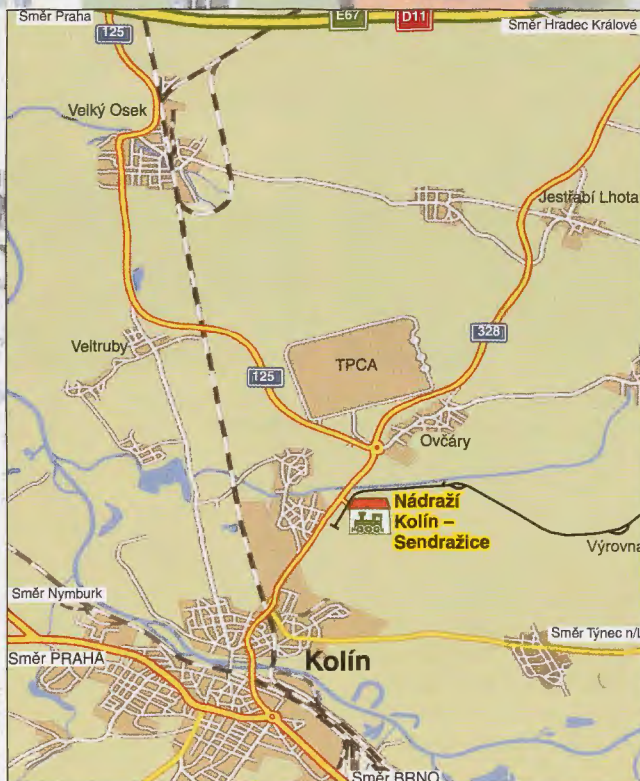 Směr Praha
E67
D11
Směr Hradec Králové
125
Velký Osek
Jestřabí Lhota
328
Veltruby
TPCA
125
Ovčáry
Nádraží
Kolín –
Sendražice
Výrovna
Směr Nymburk
Směr Týnec n/L
Směr PRAHA
Kolín
Směr BRNO